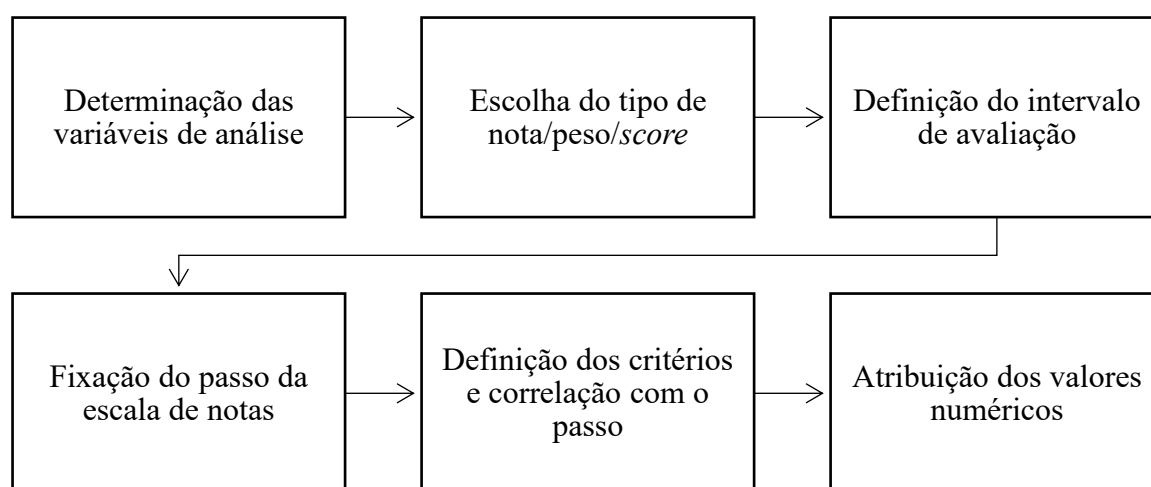 Determinação das
variáveis de análise
Escolha do tipo de
nota/peso/score
Definição do intervalo
de avaliação
Fixação do passo da
escala de notas
Definição dos critérios
e correlação com o
passo
Atribuição dos valores
numéricos